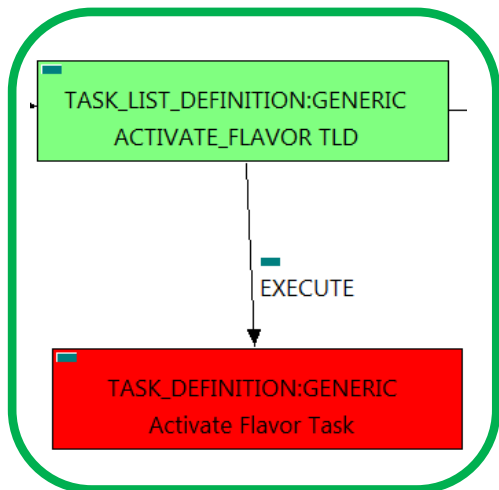 TASK_LIST_DEFINITION:GENERIC
ACTIVATE_FLAVOR TLD
EXECUTE
TASK_DEFINITION:GENERIC
Activate Flavor Task